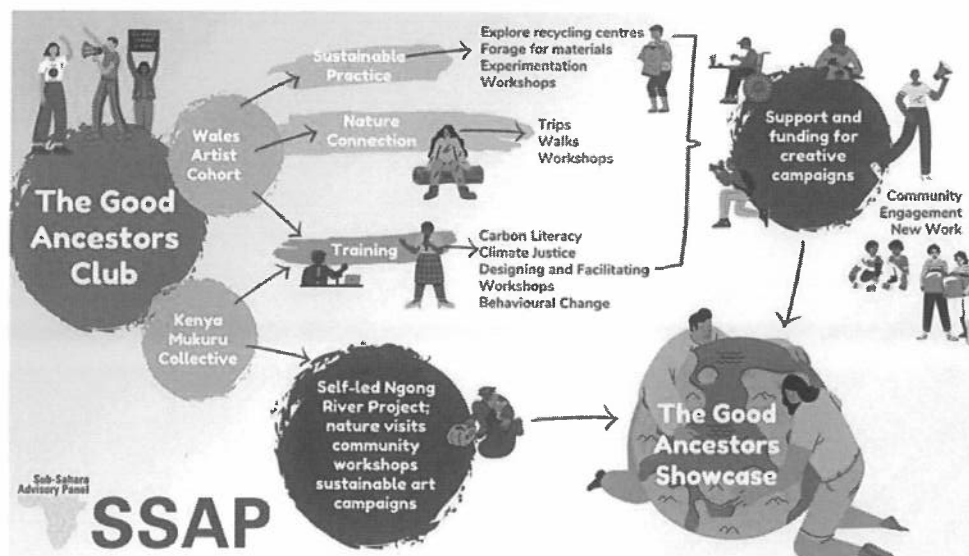 The Good
Ancestors
Club
Wales
Artist
Cohort
Kenya
Mukuru
Collective
Sustainable
Practice
Explore recycling centres
Forage for materials
Experimentation
Workshops
Nature
Connection
Trips
Walks
Workshops
Training
Carbon Literacy
Climate Justice
Designing and Facilitating
Workshops
Behavioural Change
Support and
funding for
creative
campaigns
Community
Engagement
New Work
Self-led Ngong
River Project;
nature visits
community
workshops
sustainable art
campaigns
The Good
Ancestors
Showcase
Sub-Sahara
Advisory Panel
SSAP